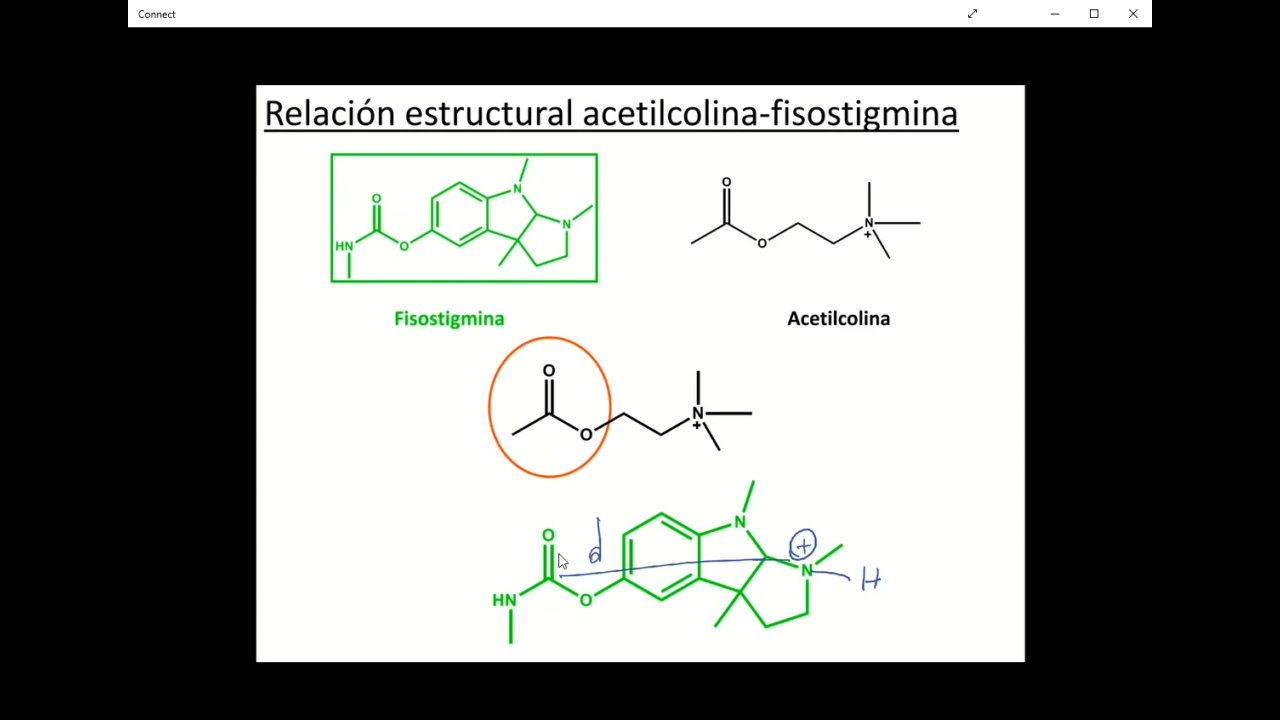 Connect
Relación estructural acetilcolina-fisostigmina
O
N
N
HN
O
O
O
N
+
Fisostigmina
Acetilcolina
O
O
N
+
O
N
d
+
HN
O
N
H